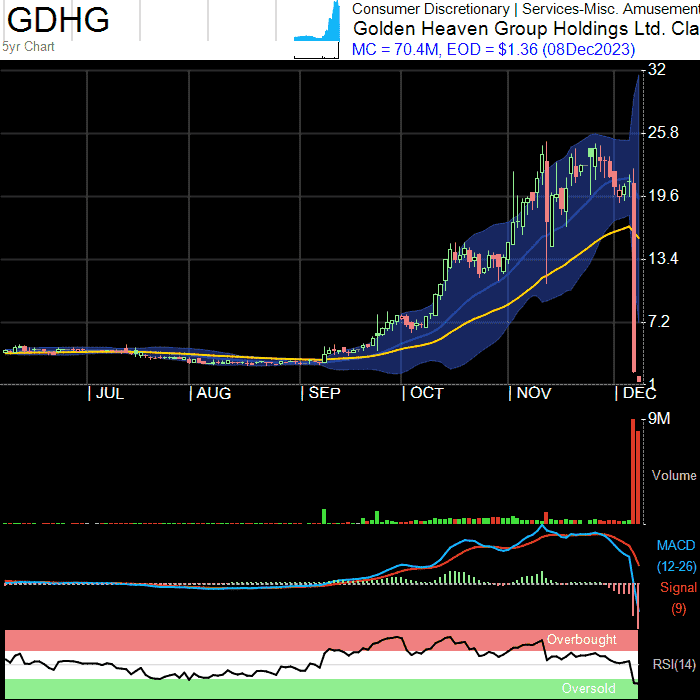 GDHG
5yr Chart
Consumer Discretionary | Services-Misc. Amusement
Golden Heaven Group Holdings Ltd. Cla
MC = 70.4M, EOD = $1.36 (08Dec2023)
32
25.8
19.6
13.4
7.2
1
JUL AUG SEP OCT NOV DEC
9M
Volume
MACD
(12-26)
Signal
(9)
Overbought
RSI(14)
Oversold